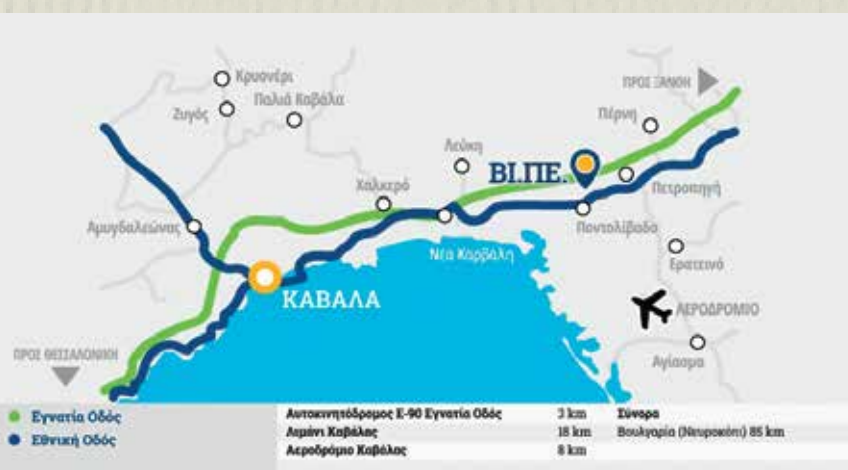 Κρυονέρι
Ζυγός
Παλιά Καβάλα
ΠΡΟΣ ΞΑΝΘΗ
Πέρνη
Λεύκη
ΒΙ.ΠΕ.
Χαλκερό
Πετροπηγή
Αμυγδαλεώνας
Ποντολίβαδο
Νέα Καρβάλη
Ερατεινό
ΚΑΒΑΛΑ
ΑΕΡΟΔΡΟΜΙΟ
ΠΡΟΣ ΘΕΣΣΑΛΟΝΙΚΗ
Αγίασμα
Εγνατία Οδός
Εθνική Οδός
Αυτοκινητόδρομος Ε-90 Εγνατία Οδός 3 km Σύνορα
Λιμάνι Καβάλας 18 km Βουλγαρία (Νευροκόπι) 85 km
Αεροδρόμιο Καβάλας 8 km